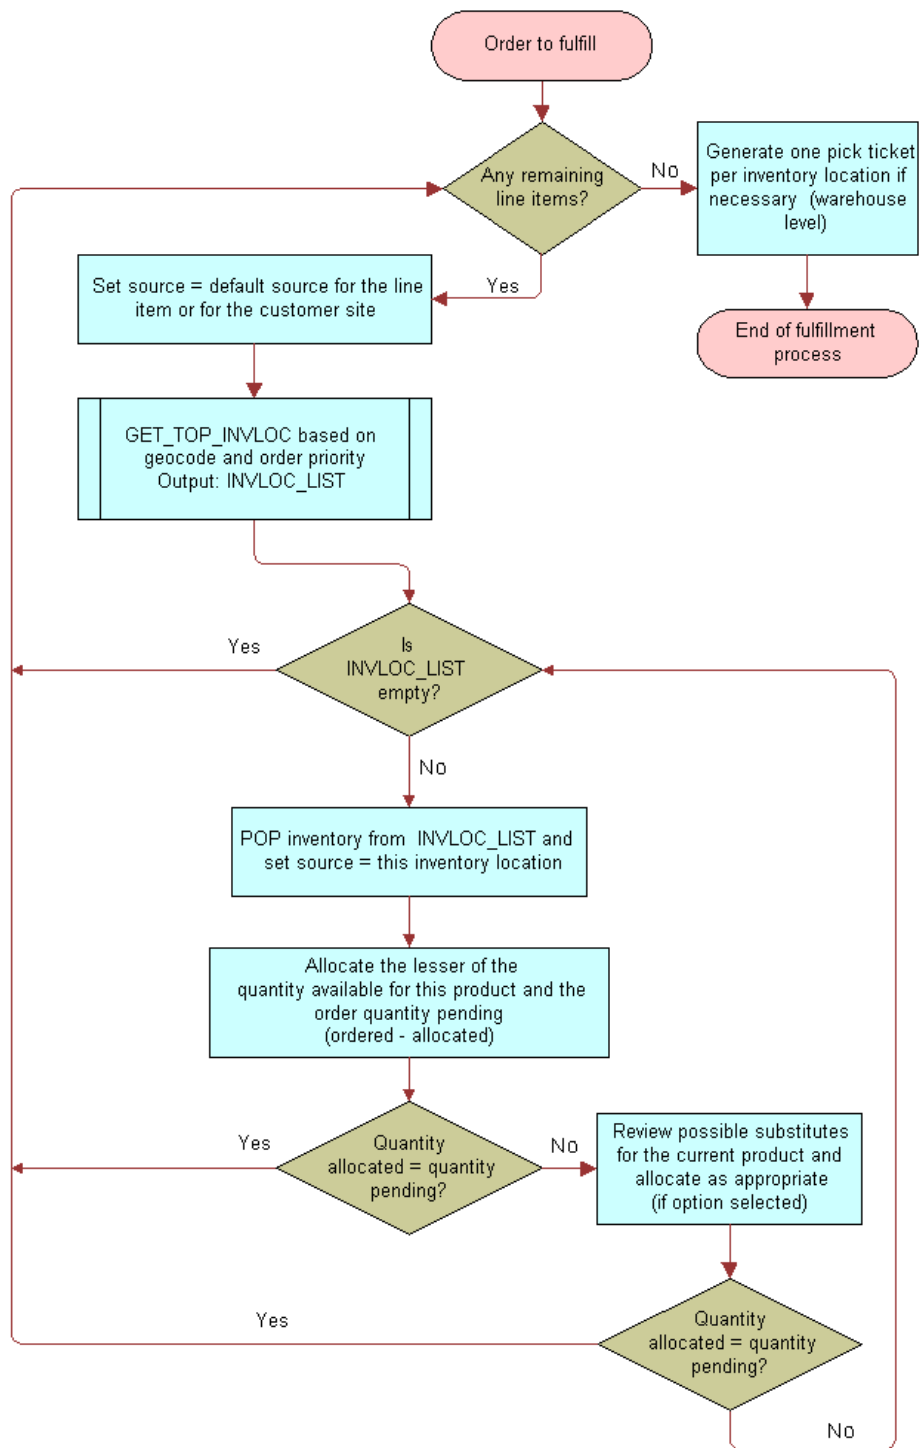 Order to fulfill
Any remaining
line items?
No
Generate one pick ticket
per inventory location if
necessary (warehouse
level)
Yes
Set source = default source for the line
item or for the customer site
End of fulfillment
process
GET_TOP_INVLOC based on
geocode and order priority
Output: INVLOC_LIST
Yes
Is
INVLOC_LIST
empty?
No
POP inventory from INVLOC_LIST and
set source = this inventory location
Allocate the lesser of the
quantity available for this product and the
order quantity pending
(ordered - allocated)
Yes
Quantity
allocated = quantity
pending?
No
Review possible substitutes
for the current product and
allocate as appropriate
(if option selected)
Yes
Quantity
allocated = quantity
pending?
No